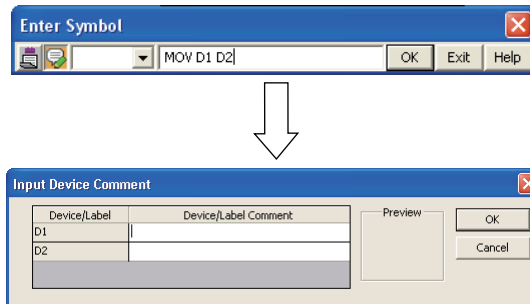 Enter Symbol
MOV D1 D2 OK Exit Help
Input Device Comment
Device/Label Device/Label Comment Preview OK
D1
D2 Cancel